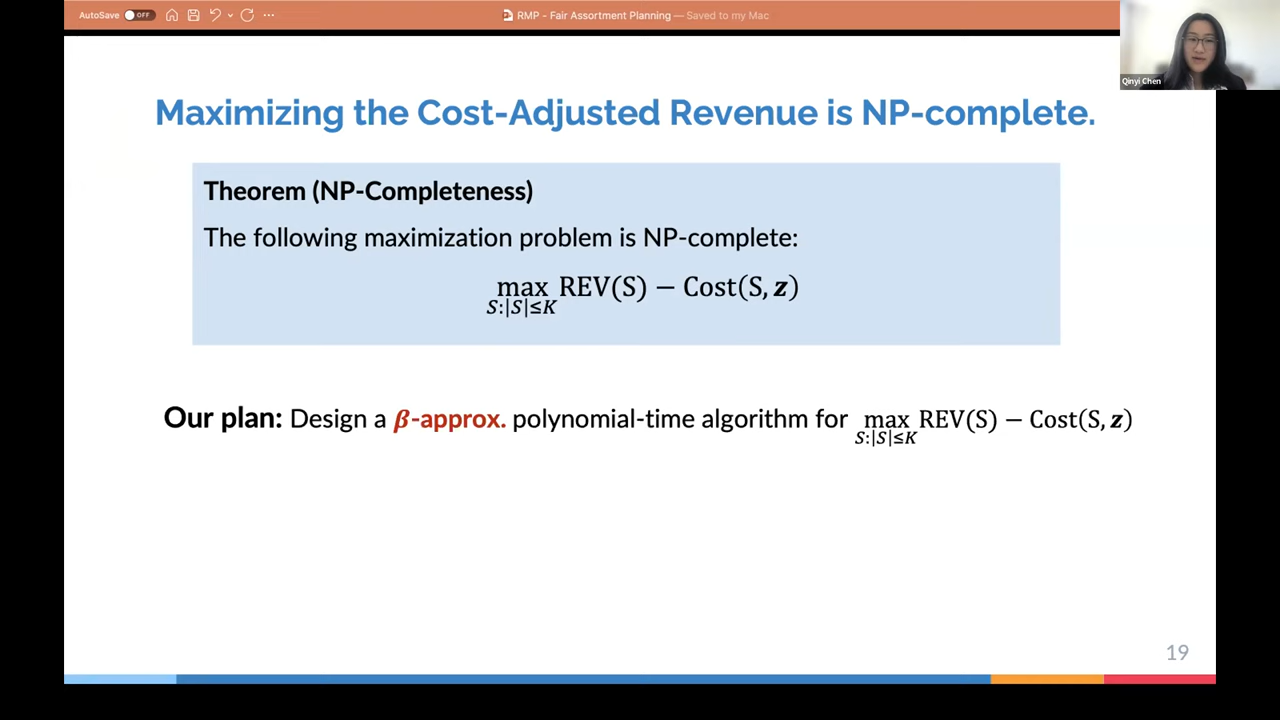 AutoSave OFF
RMP - Fair Assortment Planning — Saved to my Mac
Qinyi Chen
Maximizing the Cost-Adjusted Revenue is NP-complete.
Theorem (NP-Completeness)
The following maximization problem is NP-complete:
max REV(S) − Cost(S, z)
S:|S|≤K
Our plan: Design a β-approx. polynomial-time algorithm for max REV(S) − Cost(S, z)
S:|S|≤K
19